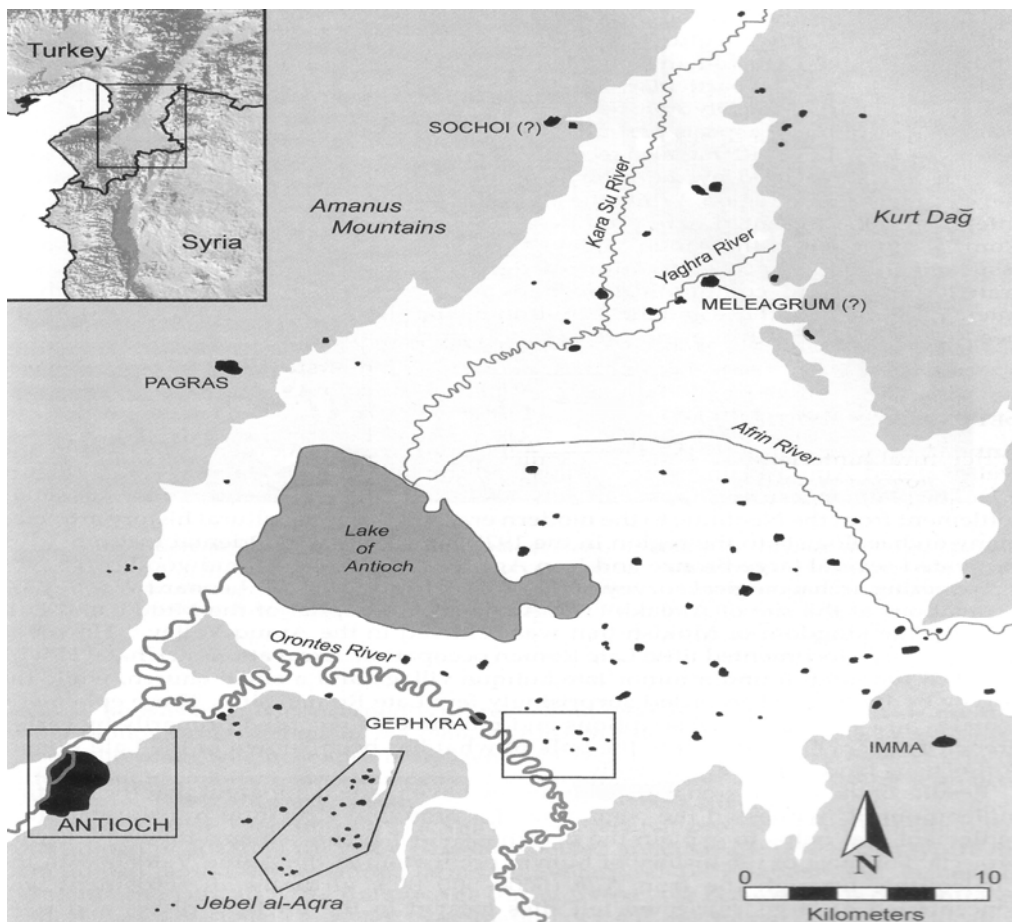 Turkey
Syria
SOCHOI (?)
Amanus
Mountains
Kara Su River
Kurt Dağ
Yaghra River
MELEAGRUM (?)
PAGRAS
Afrin River
Lake
of
Antioch
Orontes River
GEPHYRA
IMMA
ANTIOCH
Jebel al-Aqra
N
0 10
Kilometers